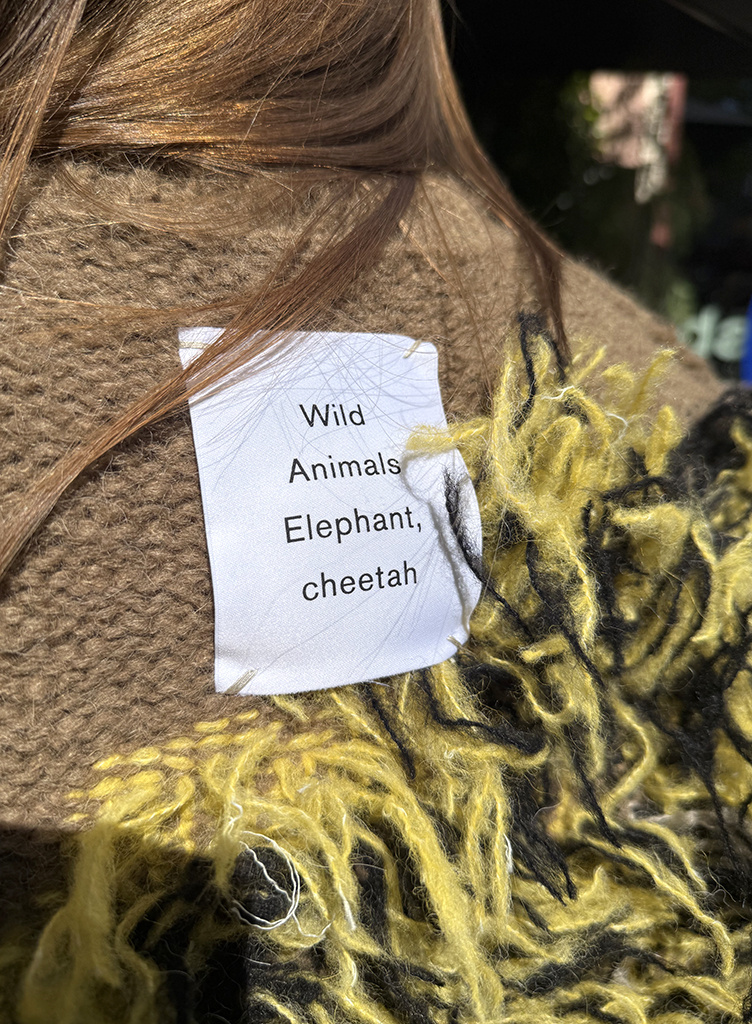 Wild
Animals
Elephant,
cheetah